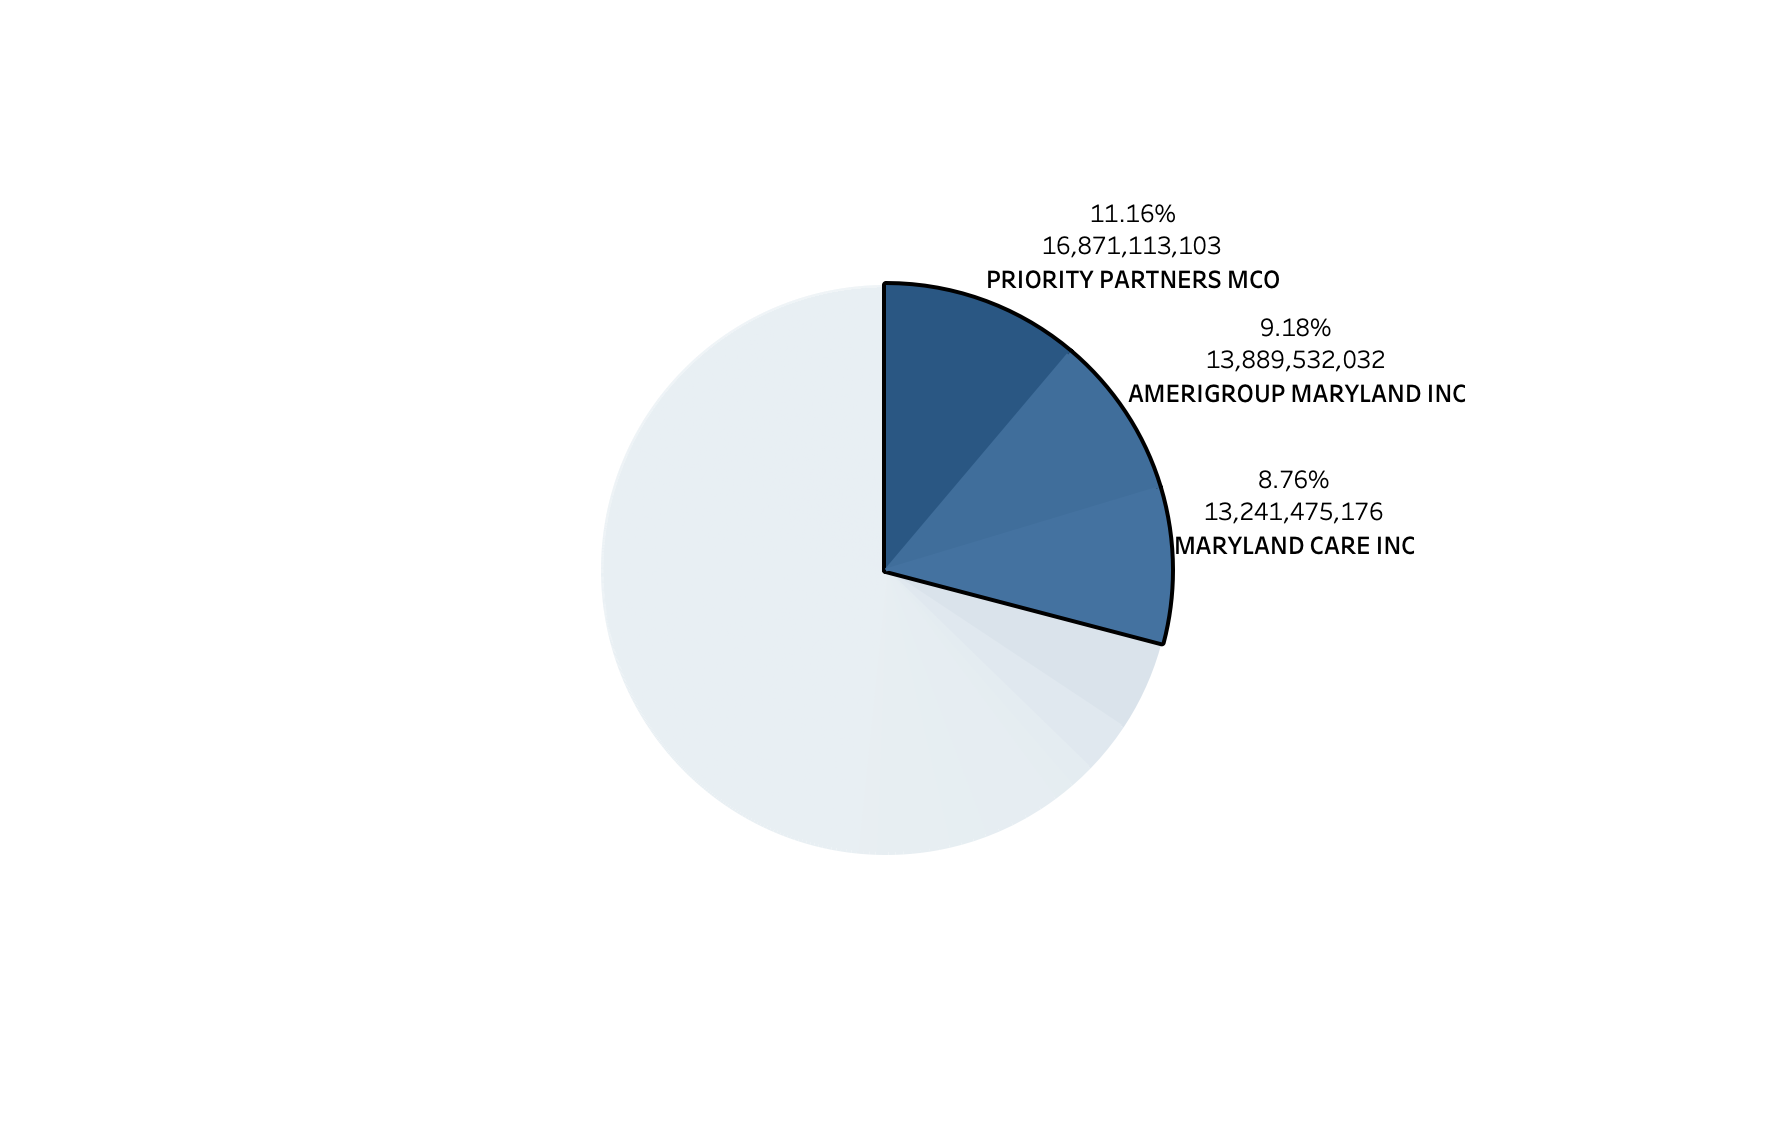 11.16%
16,871,113,103
PRIORITY PARTNERS MCO
9.18%
13,889,532,032
AMERIGROUP MARYLAND INC
8.76%
13,241,475,176
MARYLAND CARE INC